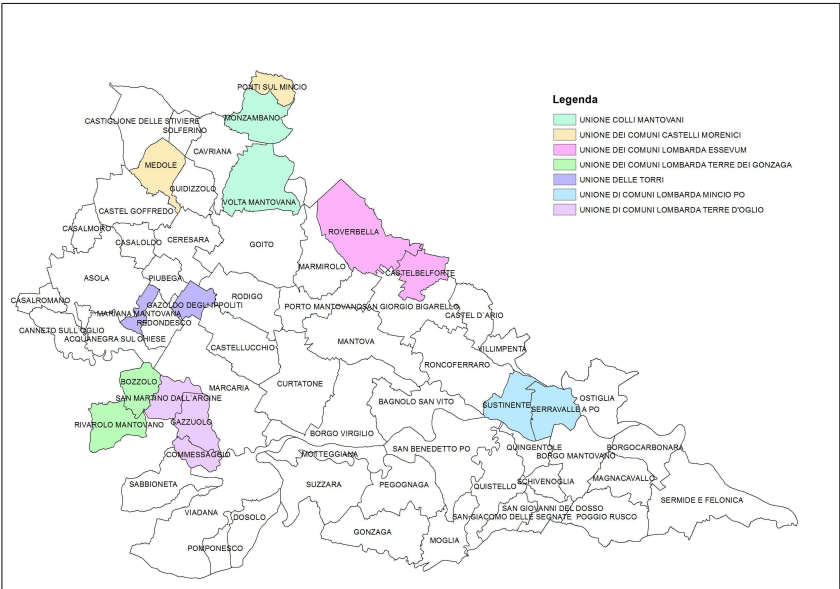 PONTI SUL MINCIO
Legenda
UNIONE COLLI MANTOVANI
UNIONE DEI COMUNI CASTELLI MORENICI
UNIONE DEI COMUNI LOMBARDA ESSEVUM
UNIONE DEI COMUNI LOMBARDA TERRE DEI GONZAGA
UNIONE DELLE TORRI
UNIONE DI COMUNI LOMBARDA MINCIO PO
UNIONE DI COMUNI LOMBARDA TERRE D'OGLIO
MONZAMBANO
CASTIGLIONE DELLE STIVIERE
SOLFERINO
CAVRIANA
MEDOLE
GUIDIZZOLO
VOLTA MANTOVANA
CASTEL GOFFREDO
CASALMORO
CASALOLDO
CERESARA
GOITO
ROVERBELLA
MARMIROLO
CASTELBELFORTE
ASOLA
PIUBEGA
CASALROMANO
MARIANA MANTOVANA
GAZOLDO DEGL IPPOLITI
RODIGO
REDONDESCO
PORTO MANTOVANO
SAN GIORGIO BIGARELLO
CASTEL D'ARIO
CANNETO SULL'OGLIO
ACQUANEGRA SUL CHIESE
CASTELLUCCHIO
MANTOVA
VILLIMPENTA
RONCOFERRARO
BOZZOLO
MARCARIA
CURTATONE
SAN MARTINO DALL'ARGINE
BAGNOLO SAN VITO
SUSTINENTE
SERRAVALLE A PO
OSTIGLIA
RIVAROLO MANTOVANO
GAZZUOLO
BORGO VIRGILIO
COMMESSAGGIO
MOTTEGGIANA
SAN BENEDETTO PO
QUINGENTOLE
BORGO MANTOVANO
BORGOCARBONARA
SABBIONETA
SUZZARA
PEGOGNAGA
QUISTELLO
SCHIVENOGLIA
MAGNACAVALLO
SERMIDE E FELONICA
VIADANA
DOSOLO
SAN GIOVANNI DEL DOSSO
SAN GIACOMO DELLE SEGNATE
POGGIO RUSCO
GONZAGA
MOGLIA
POMPONESCO